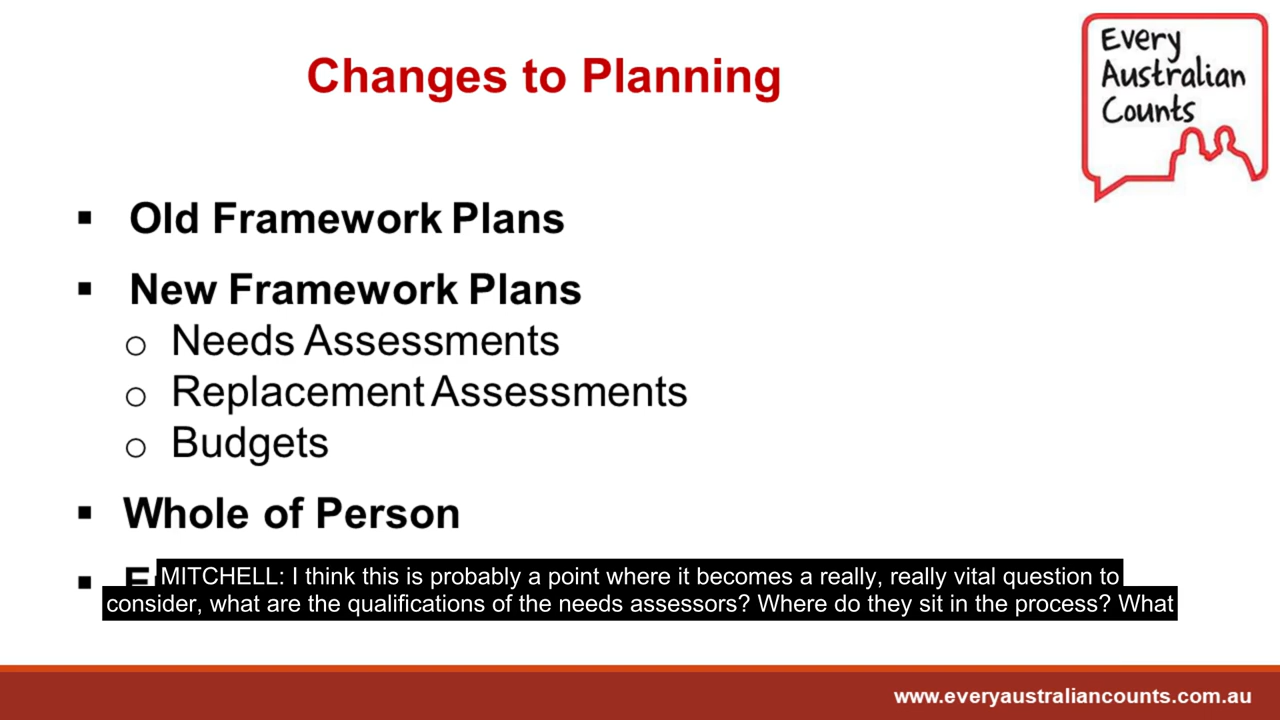 Changes to Planning
Every
Australian
Counts
▪ Old Framework Plans
▪ New Framework Plans
o Needs Assessments
o Replacement Assessments
o Budgets
▪ Whole of Person
▪
MITCHELL: I think this is probably a point where it becomes a really, really vital question to
consider, what are the qualifications of the needs assessors? Where do they sit in the process? What
www.everyaustraliancounts.com.au